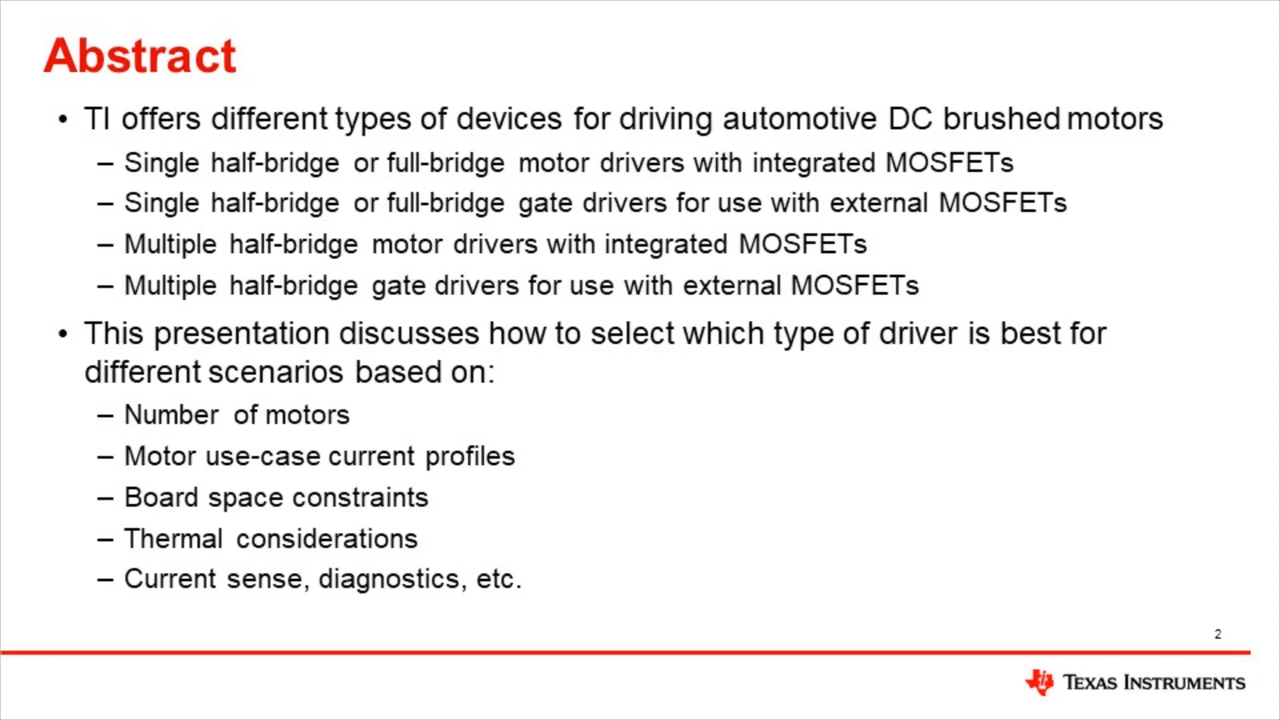 Abstract
• TI offers different types of devices for driving automotive DC brushed motors
– Single half-bridge or full-bridge motor drivers with integrated MOSFETs
– Single half-bridge or full-bridge gate drivers for use with external MOSFETs
– Multiple half-bridge motor drivers with integrated MOSFETs
– Multiple half-bridge gate drivers for use with external MOSFETs
• This presentation discusses how to select which type of driver is best for
different scenarios based on:
– Number of motors
– Motor use-case current profiles
– Board space constraints
– Thermal considerations
– Current sense, diagnostics, etc.
2
TEXAS INSTRUMENTS